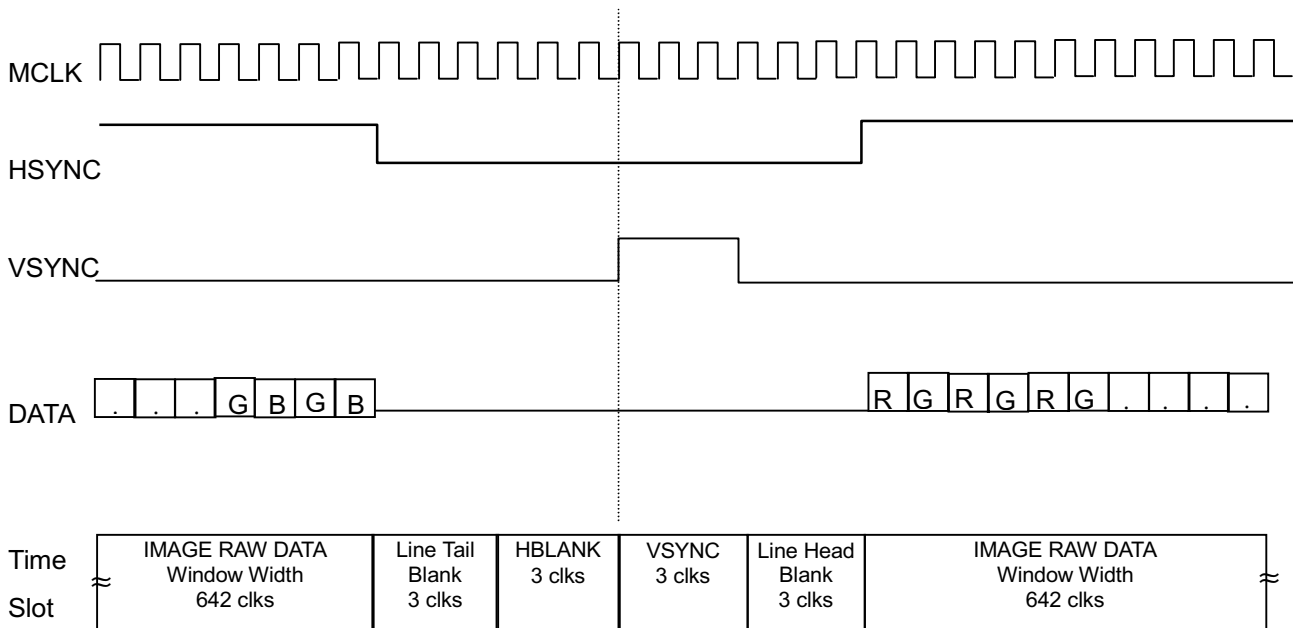 MCLK
HSYNC
VSYNC
DATA
. . . G B G B
R G R G R G . . . .
Time
Slot
≈
IMAGE RAW DATA
Window Width
642 clks
Line Tail
Blank
3 clks
HBLANK
3 clks
VSYNC
3 clks
Line Head
Blank
3 clks
IMAGE RAW DATA
Window Width
642 clks
≈